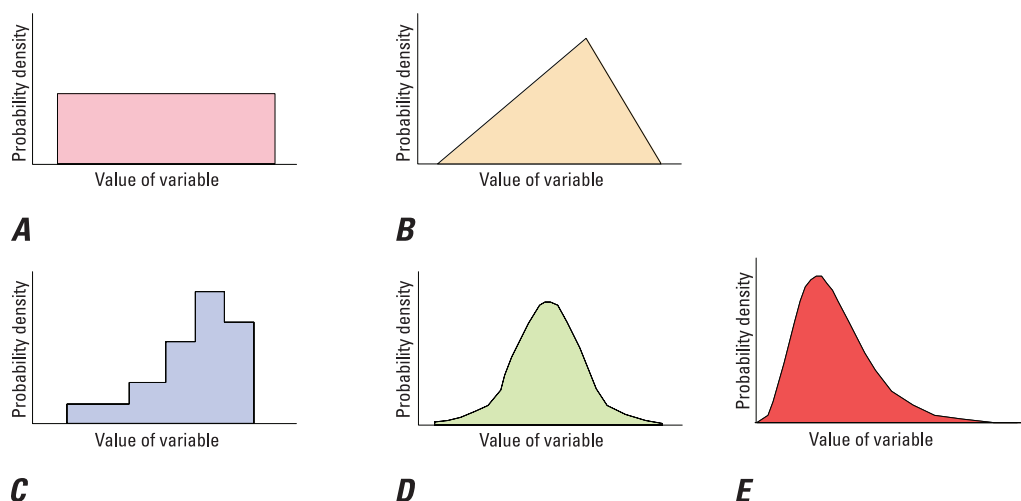 Probability density
Value of variable
A
Probability density
Value of variable
B
Probability density
Value of variable
C
Probability density
Value of variable
D
Probability density
Value of variable
E